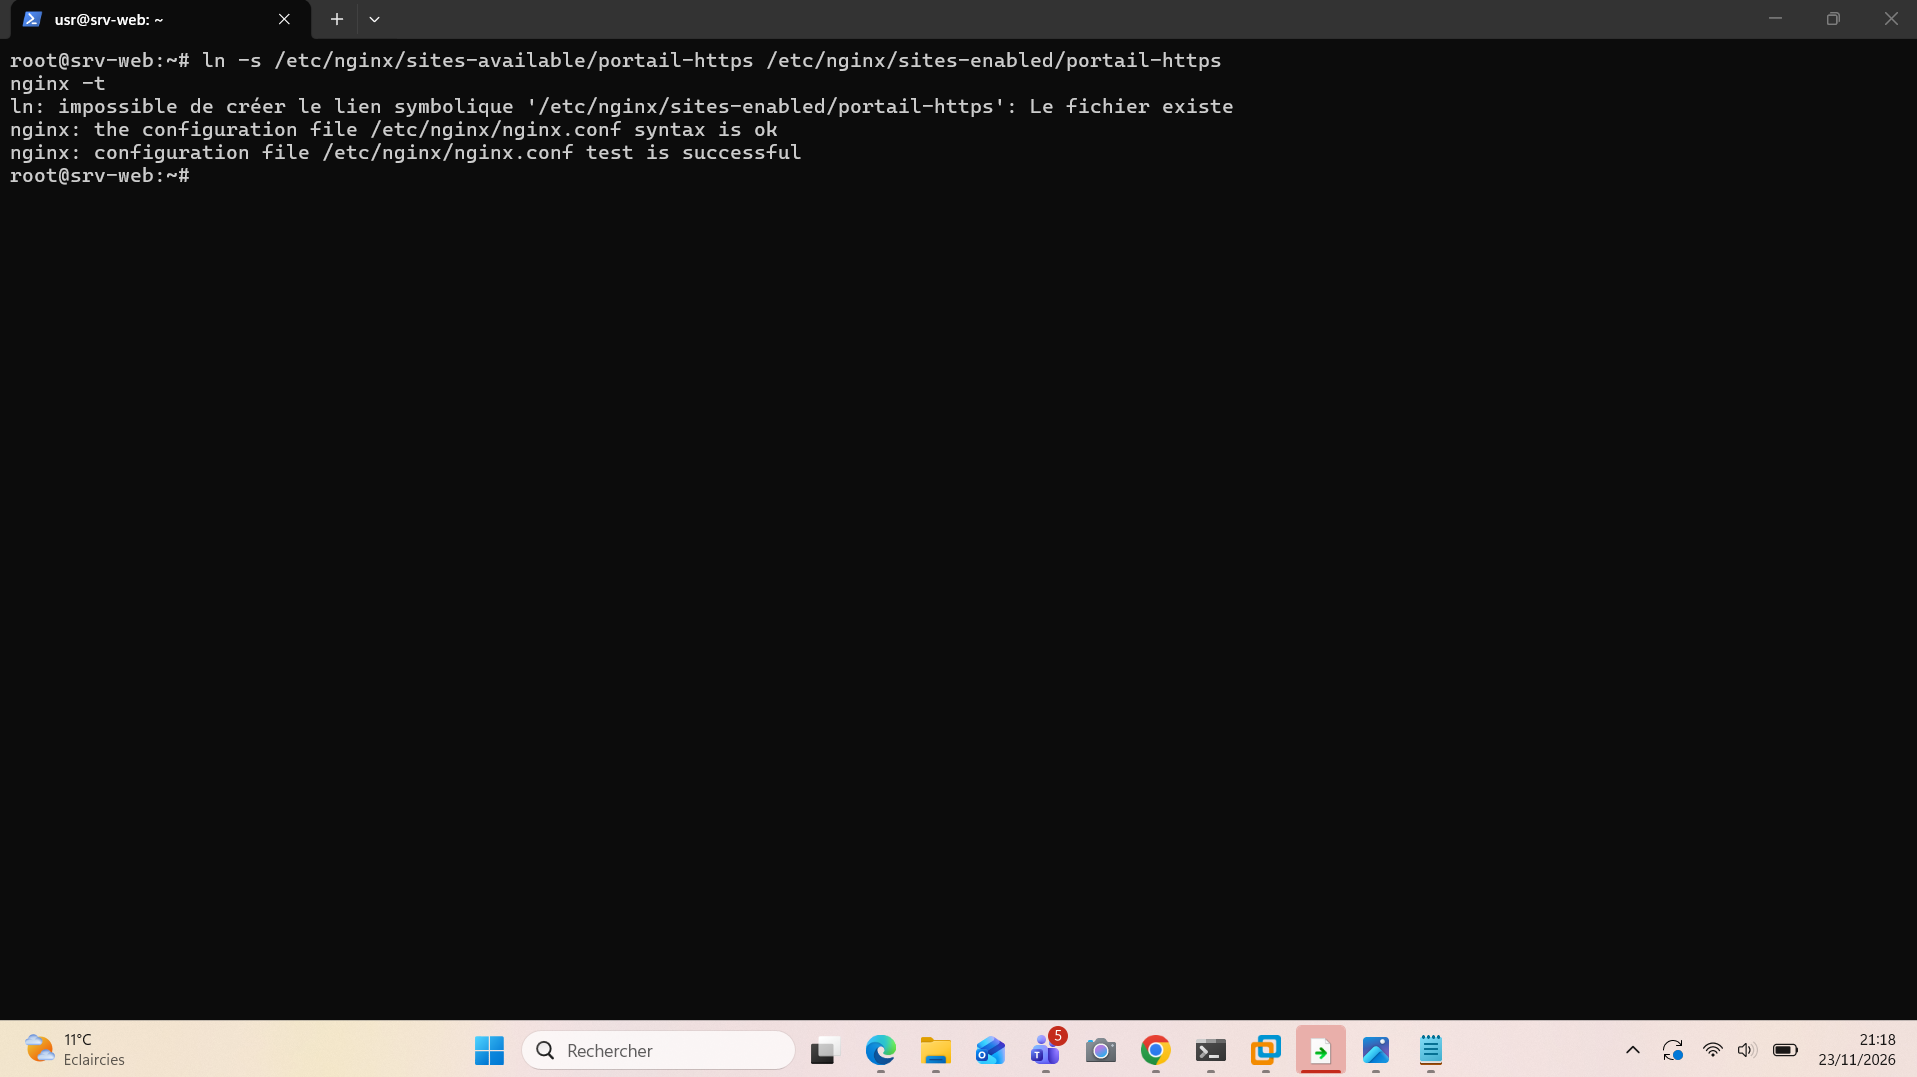 usr@srv-web: ~
root@srv-web:~# ln -s /etc/nginx/sites-available/portail-https /etc/nginx/sites-enabled/portail-https
nginx -t
ln: impossible de créer le lien symbolique '/etc/nginx/sites-enabled/portail-https': Le fichier existe
nginx: the configuration file /etc/nginx/nginx.conf syntax is ok
nginx: configuration file /etc/nginx/nginx.conf test is successful
root@srv-web:~#
11°C
Eclaircies
Rechercher
5
21:18
23/11/2026